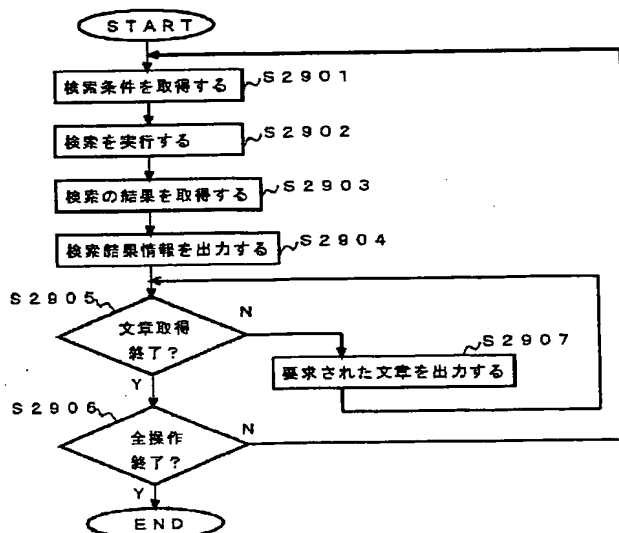 START
検索条件を取得する
S2901
検索を実行する
S2902
検索の結果を取得する
S2903
検索結果情報を出力する
S2904
S2905
文章取得
終了?
N
Y
S2907
要求された文章を出力する
S2906
全操作
終了?
N
Y
END